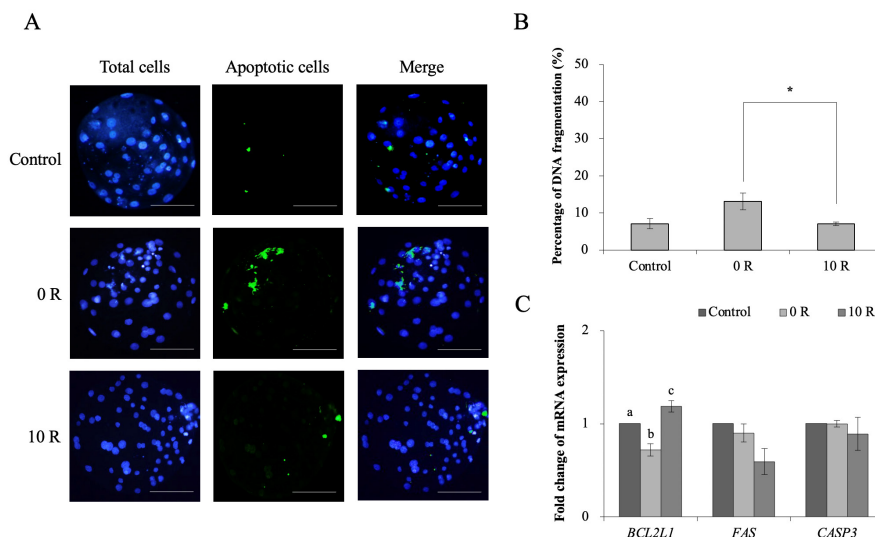 A
Total cells
Apoptotic cells
Merge
Control
0 R
10 R
B
Percentage of DNA fragmentation (%)
50
40
30
20
10
0
*
Control
0 R
10 R
C
Control
0 R
10 R
Fold change of mRNA expression
2
1
0
a
b
c
BCL2L1
FAS
CASP3